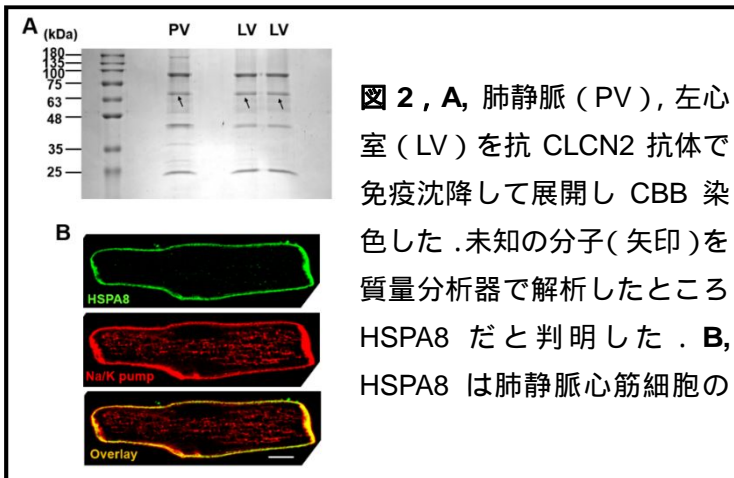 A (kDa) PV LV LV
180
135
100
75
63
48
35
25
B
HSPA8
Na/K pump
Overlay
図 2 , A, 肺静脈 ( PV ) , 左心
室 ( LV ) を抗 CLCN2 抗体で
免疫沈降して展開し CBB 染
色した . 未知の分子( 矢印 )を
質量分析器で解析したところ
HSPA8 だと判明した . B,
HSPA8 は肺静脈心筋細胞の